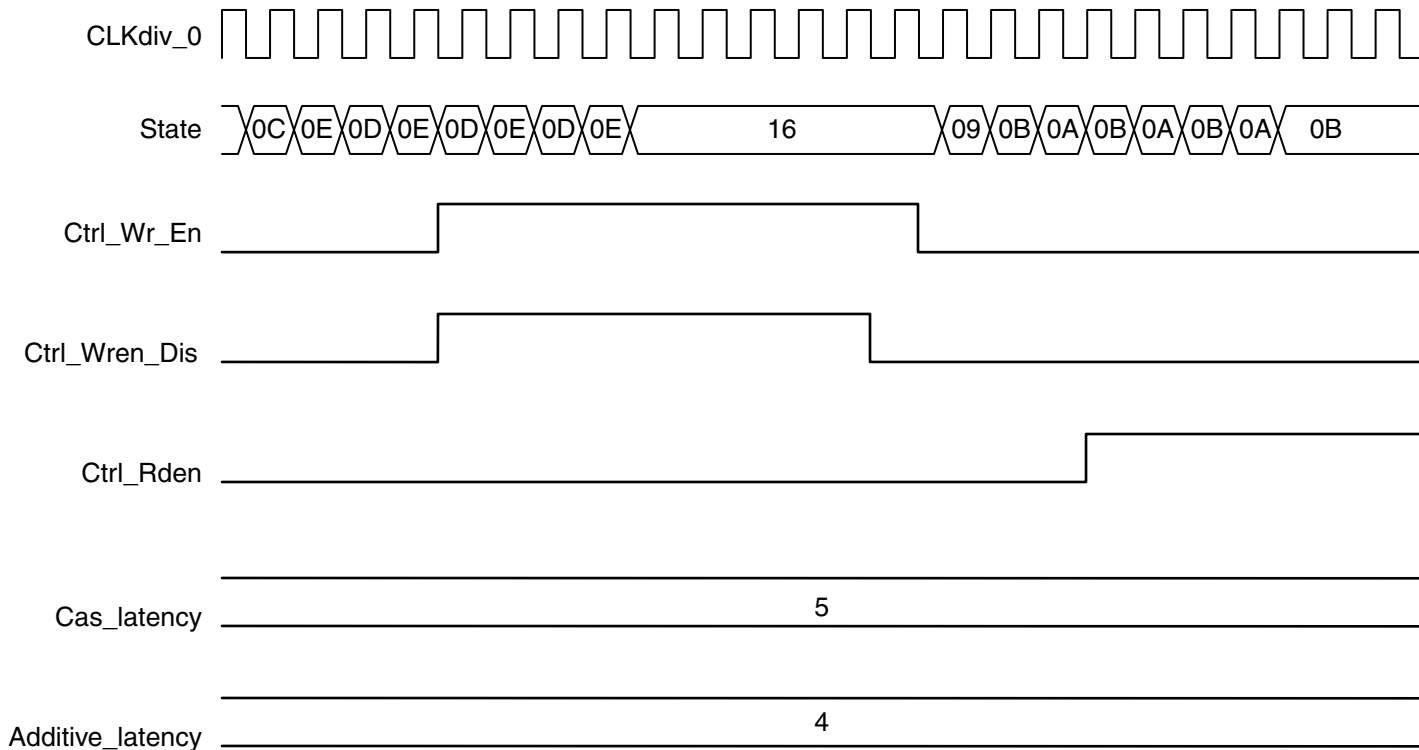 CLKdiv_0
State 0C 0E 0D 0E 0D 0E 0D 0E 16 09 0B 0A 0B 0A 0B 0A 0B
Ctrl_Wr_En
Ctrl_Wren_Dis
Ctrl_Rden
Cas_latency 5
Additive_latency 4